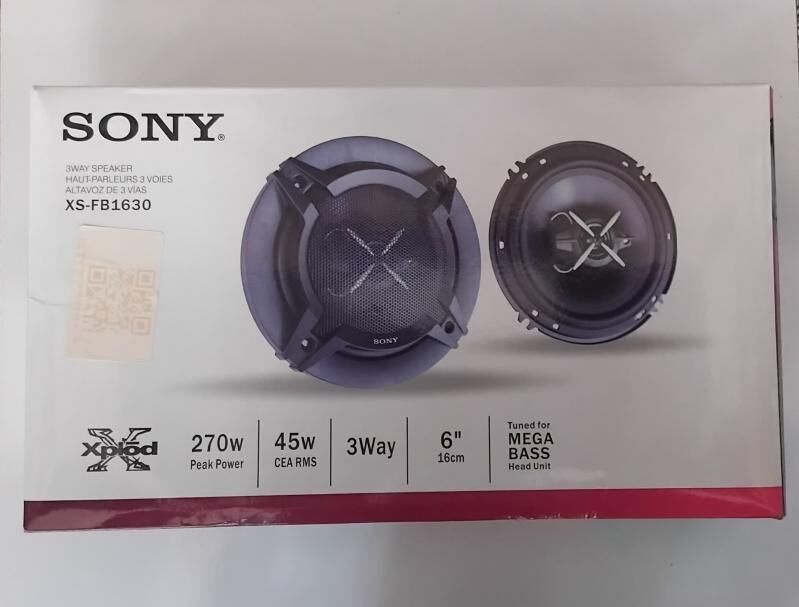 SONY®
3WAY SPEAKER
HAUT-PARLEURS 3 VOIES
ALTAVOZ DE 3 VÍAS
XS-FB1630
SONY
Xplōd
270w
Peak Power
45w
CEA RMS
3Way
6"
16cm
Tuned for
MEGA
BASS
Head Unit